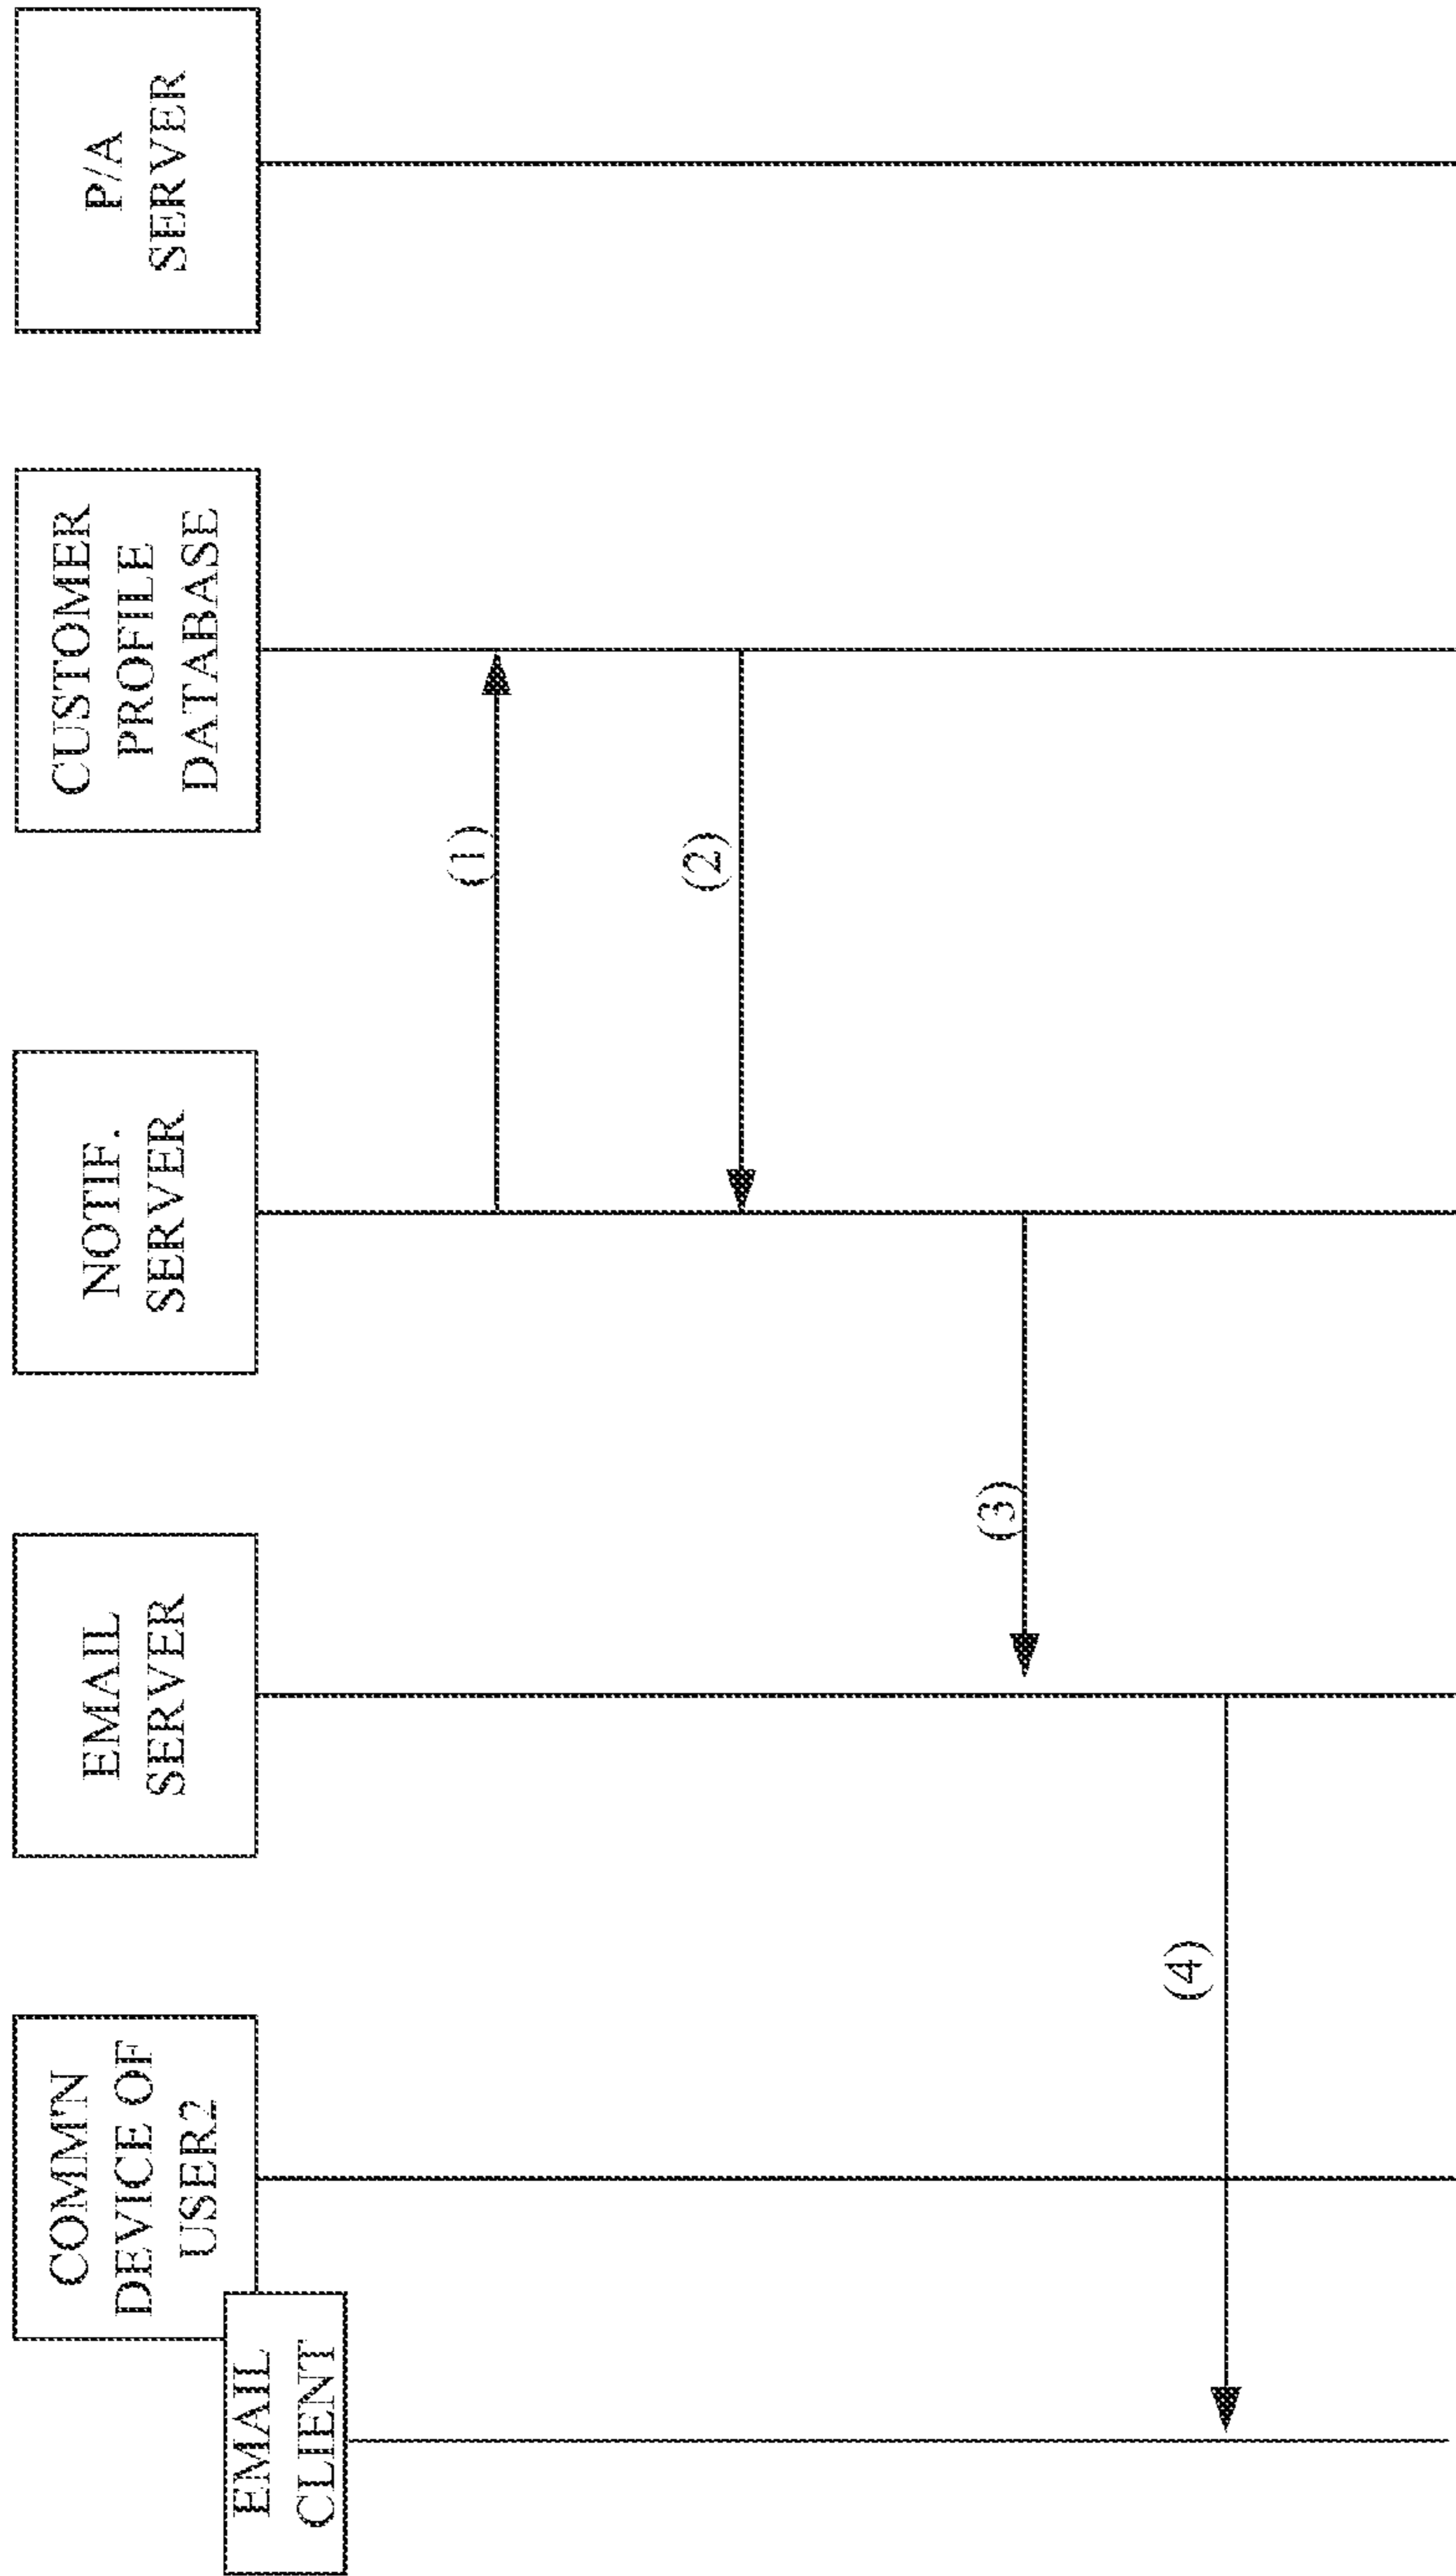 EMAIL
CLIENT
COMM'N
DEVICE OF
USER2
EMAIL
SERVER
NOTIF.
SERVER
CUSTOMER
PROFILE
DATABASE
P/A
SERVER
(1)
(2)
(3)
(4)